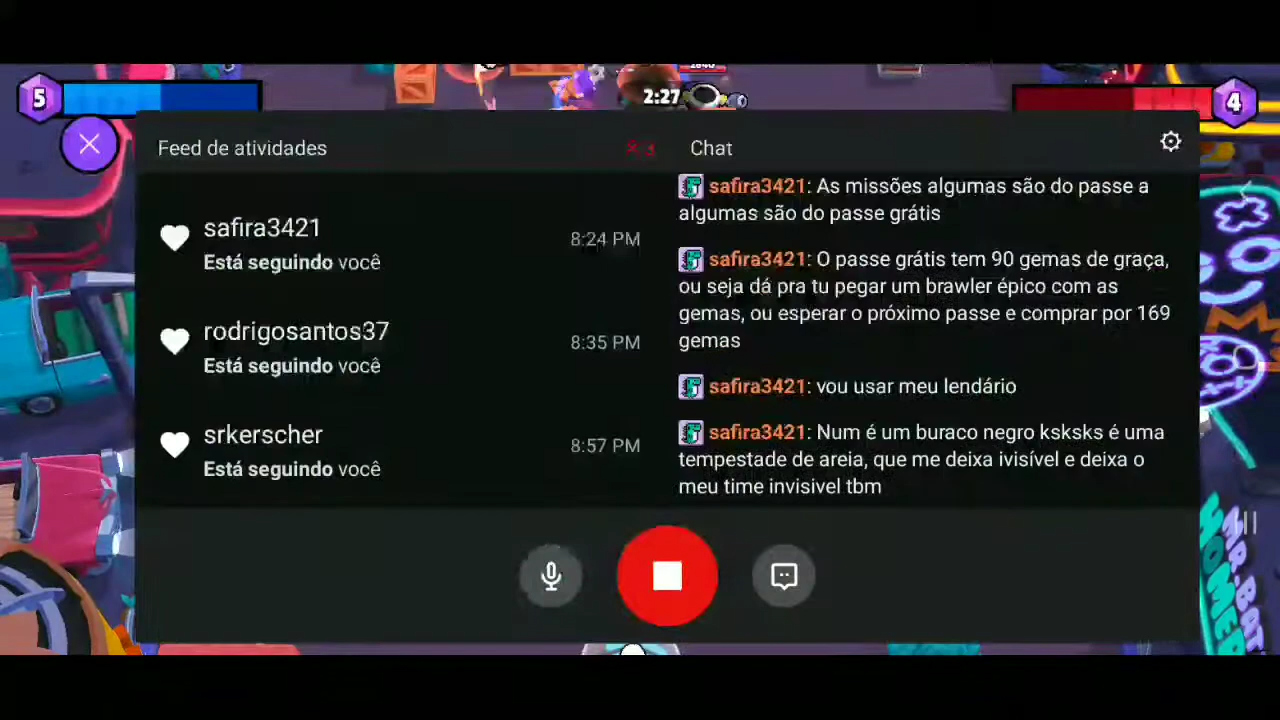 5
2:27
4
Feed de atividades
Chat
safira3421
Está seguindo você
8:24 PM
rodrigosantos37
Está seguindo você
8:35 PM
srkerscher
Está seguindo você
8:57 PM
safira3421: As missões algumas são do passe a
algumas são do passe grátis
safira3421: O passe grátis tem 90 gemas de graça,
ou seja dá pra tu pegar um brawler épico com as
gemas, ou esperar o próximo passe e comprar por 169
gemas
safira3421: vou usar meu lendário
safira3421: Num é um buraco negro ksksks é uma
tempestade de areia, que me deixa ivisível e deixa o
meu time invisivel tbm
MR.BAT
HOMER